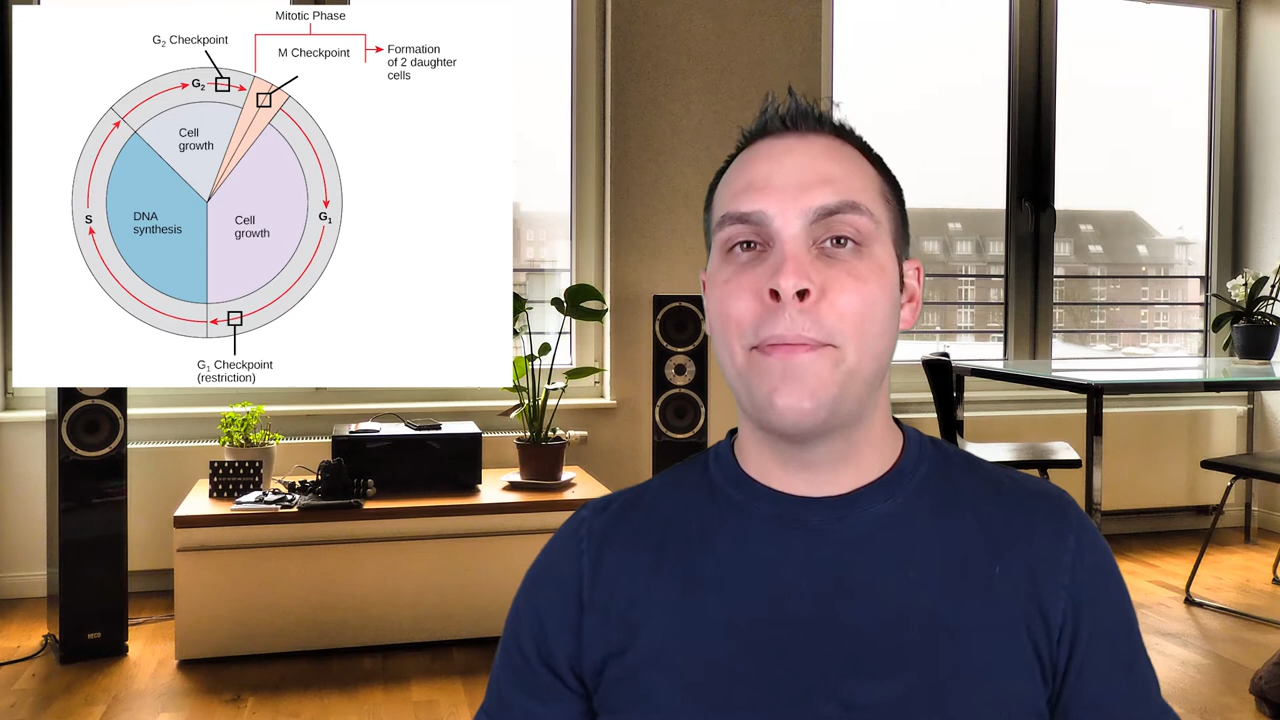 Mitotic Phase
G₂ Checkpoint
M Checkpoint
Formation
of 2 daughter
cells
G₂
Cell
growth
S
DNA
synthesis
Cell
growth
G₁
G₁ Checkpoint
(restriction)
HECO